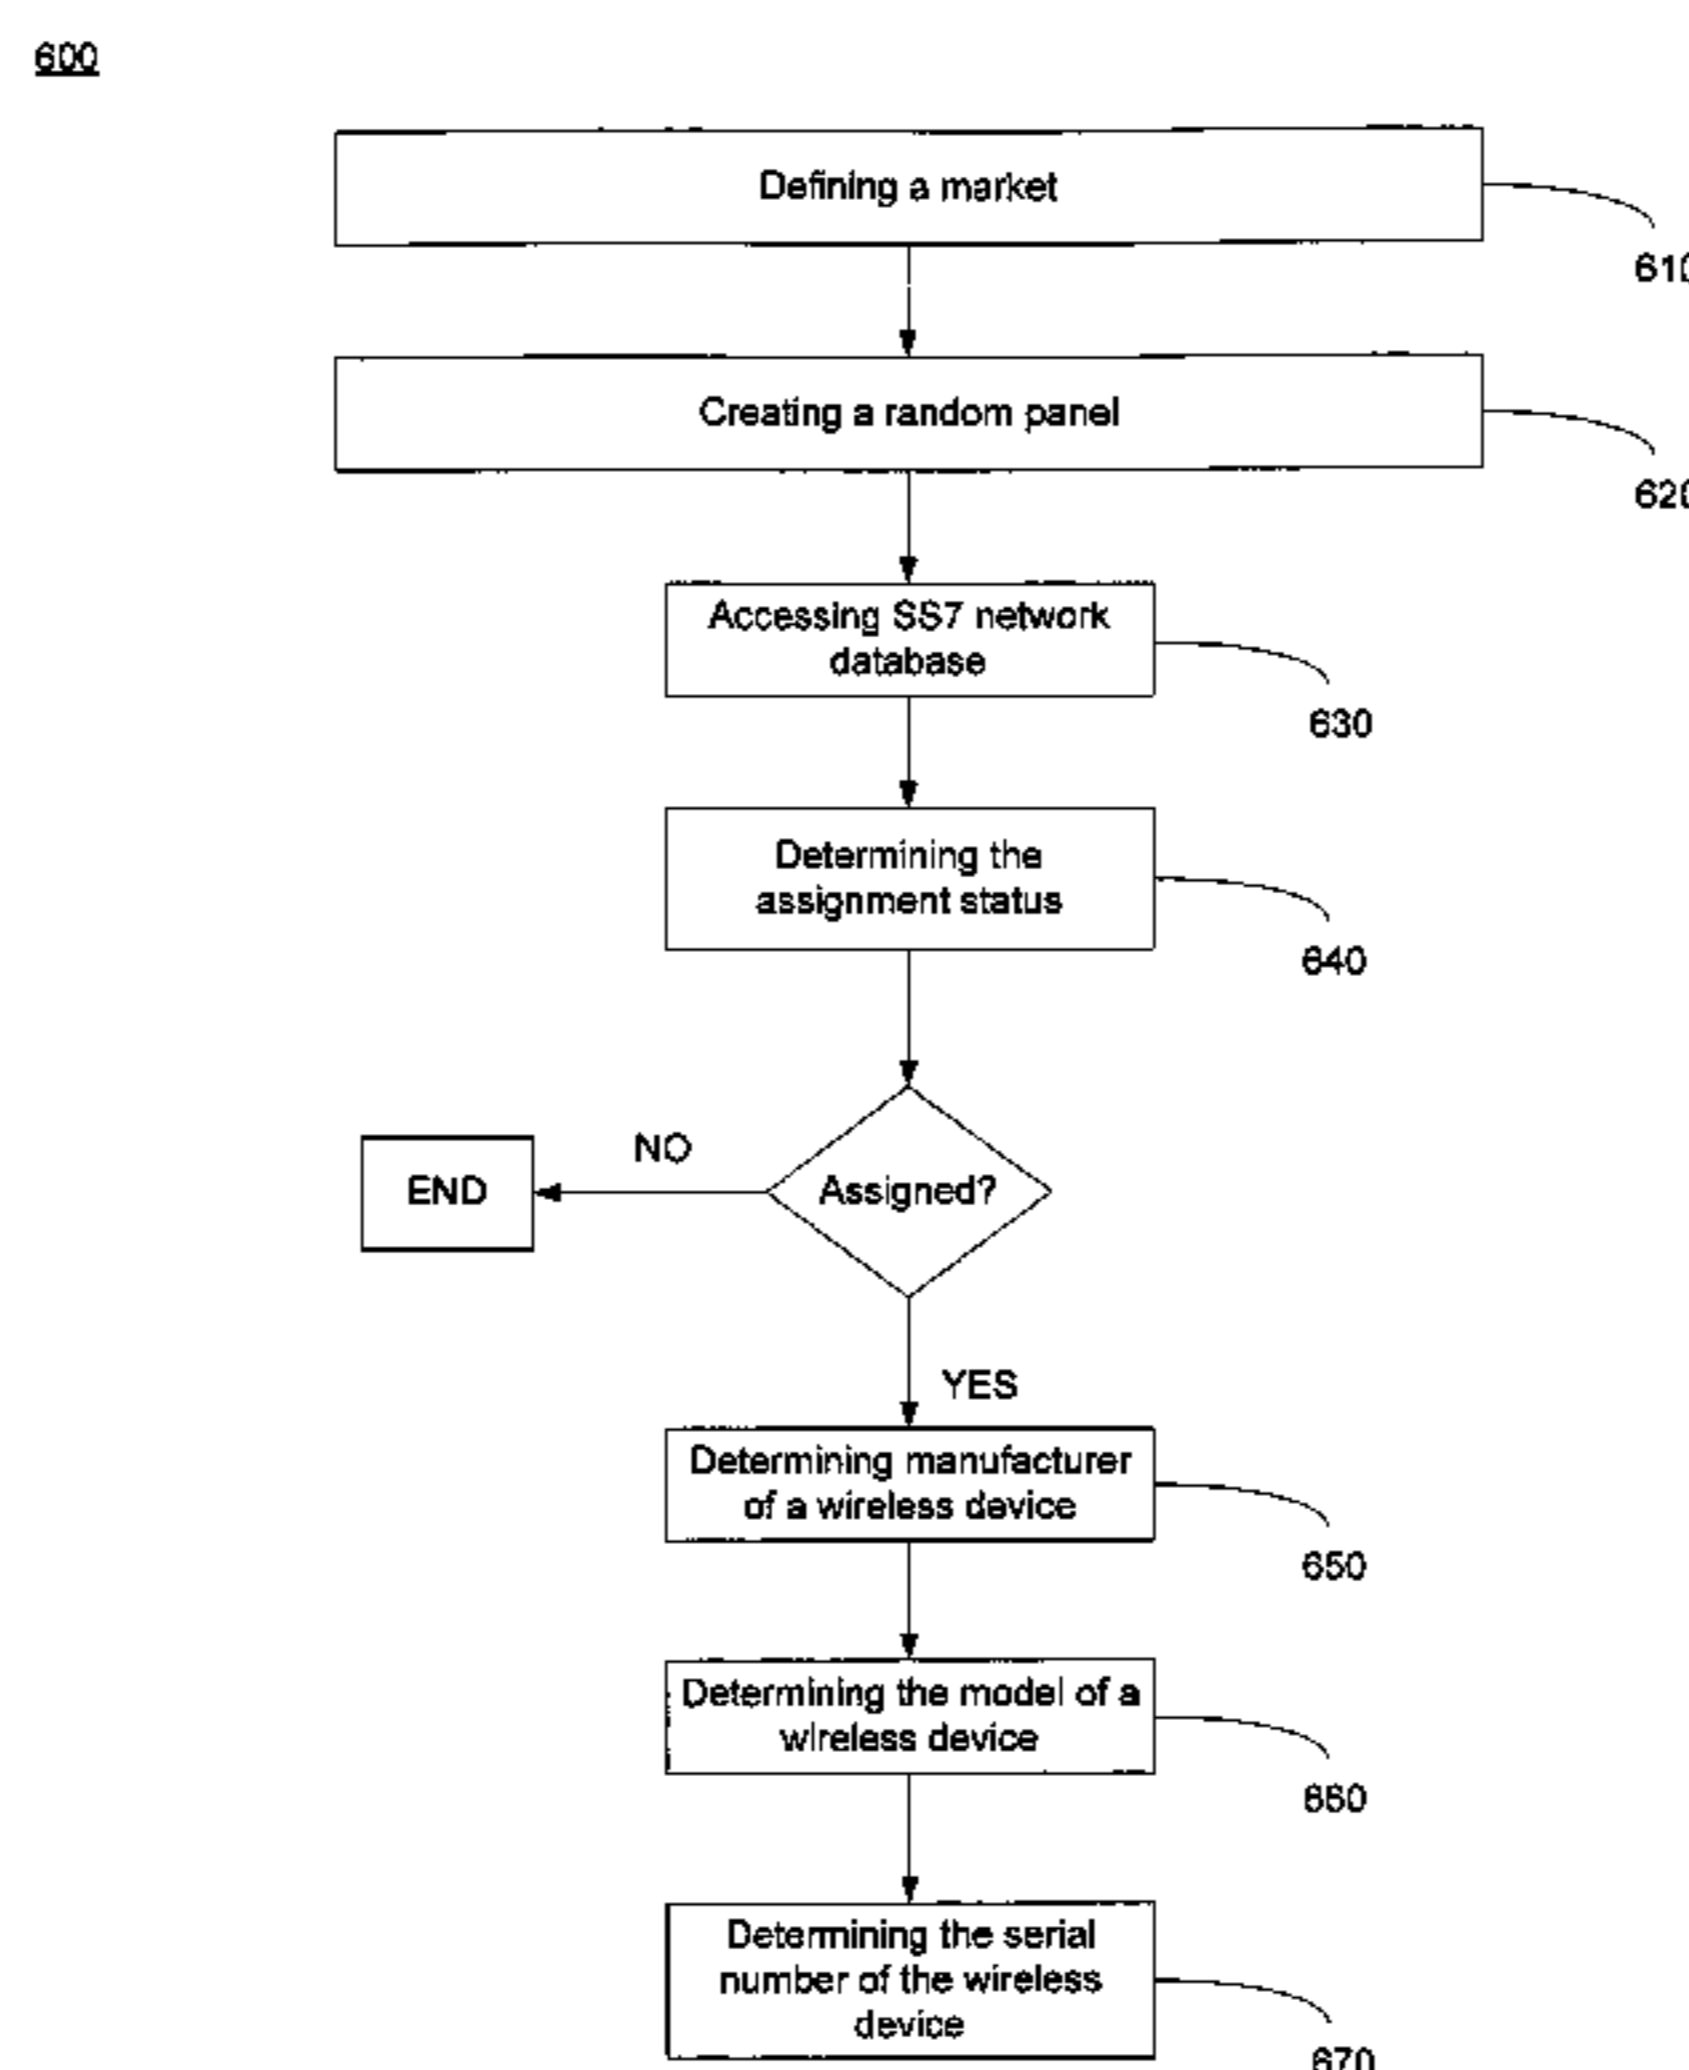 600
Defining a market
610
Creating a random panel
620
Accessing SS7 network
database
630
Determining the
assignment status
640
Assigned?
NO
END
YES
Determining manufacturer
of a wireless device
650
Determining the model of a
wireless device
660
Determining the serial
number of the wireless
device
670